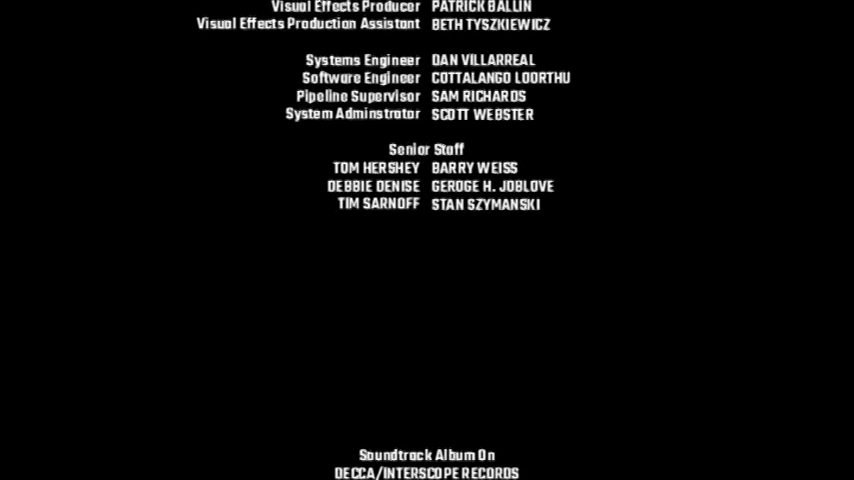 Visual Effects Producer PATRICK BALLIN
Visual Effects Production Assistant BETH TYSZKIEWICZ
Systems Engineer DAN VILLARREAL
Software Engineer COTTALANGO LOORTHU
Pipeline Supervisor SAM RICHARDS
System Adminstrator SCOTT WEBSTER
Senior Staff
TOM HERSHEY BARRY WEISS
DEBBIE DENISE GEROGE H. JOBLOVE
TIM SARNOFF STAN SZYMANSKI
Soundtrack Album On
DECCA/INTERSCOPE RECORDS